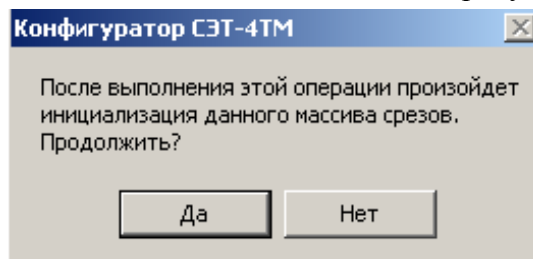 Конфигуратор СЭТ-4ТМ
После выполнения этой операции произойдет
инициализация данного массива срезов.
Продолжить?
Да
Нет